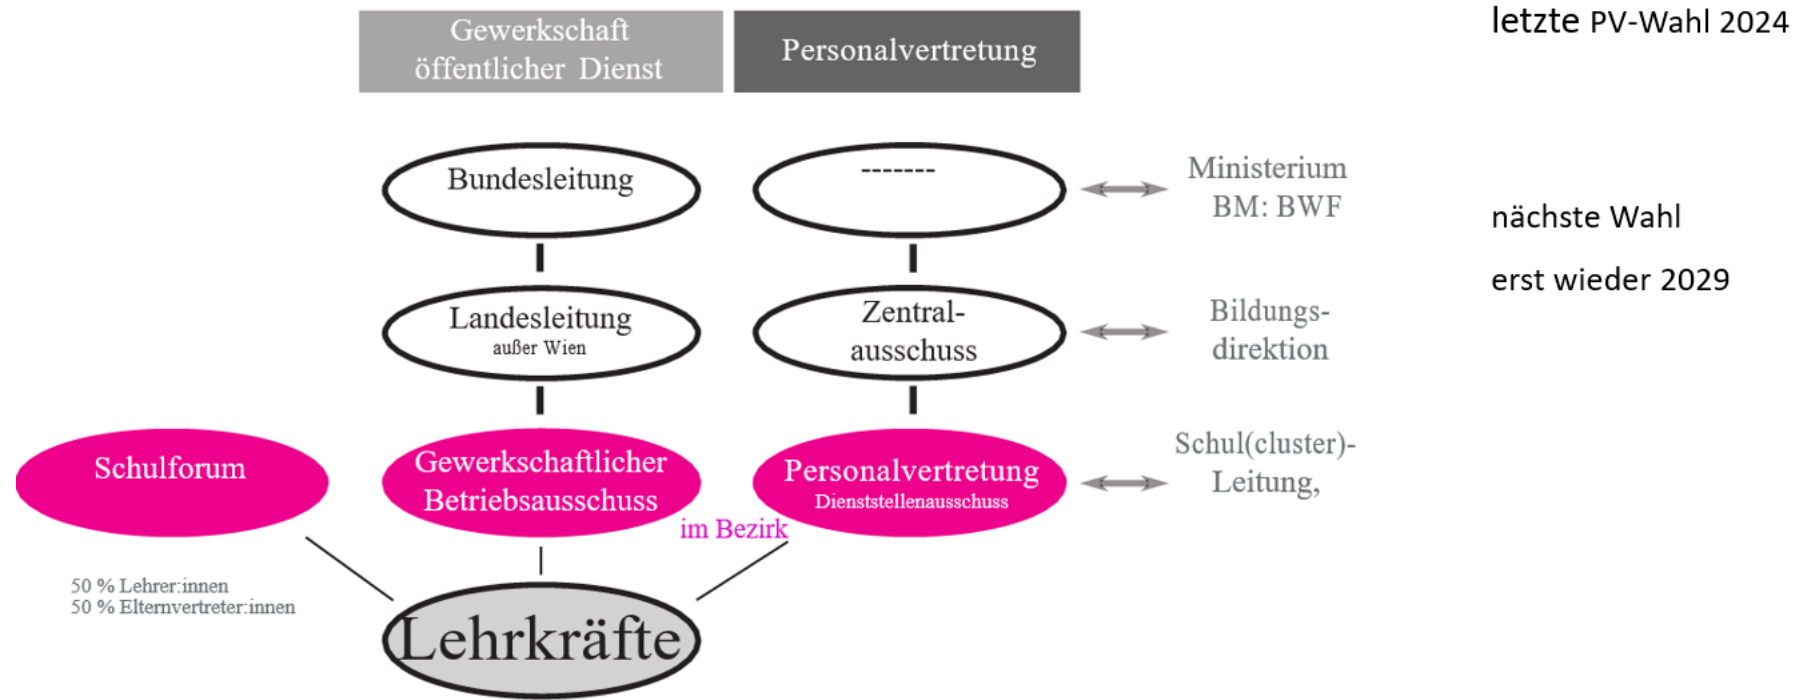 Gewerkschaft
öffentlicher Dienst
Personalvertretung
letzte PV-Wahl 2024
Bundesleitung
-------
Ministerium
BM: BWF
nächste Wahl
erst wieder 2029
Landesleitung
außer Wien
Zentral-
ausschuss
Bildungs-
direktion
Schulforum
Gewerkschaftlicher
Betriebsausschuss
Personalvertretung
Dienststellenausschuss
Schul(cluster)-
Leitung,
im Bezirk
50 % Lehrer:innen
50 % Elternvertreter:innen
Lehrkräfte